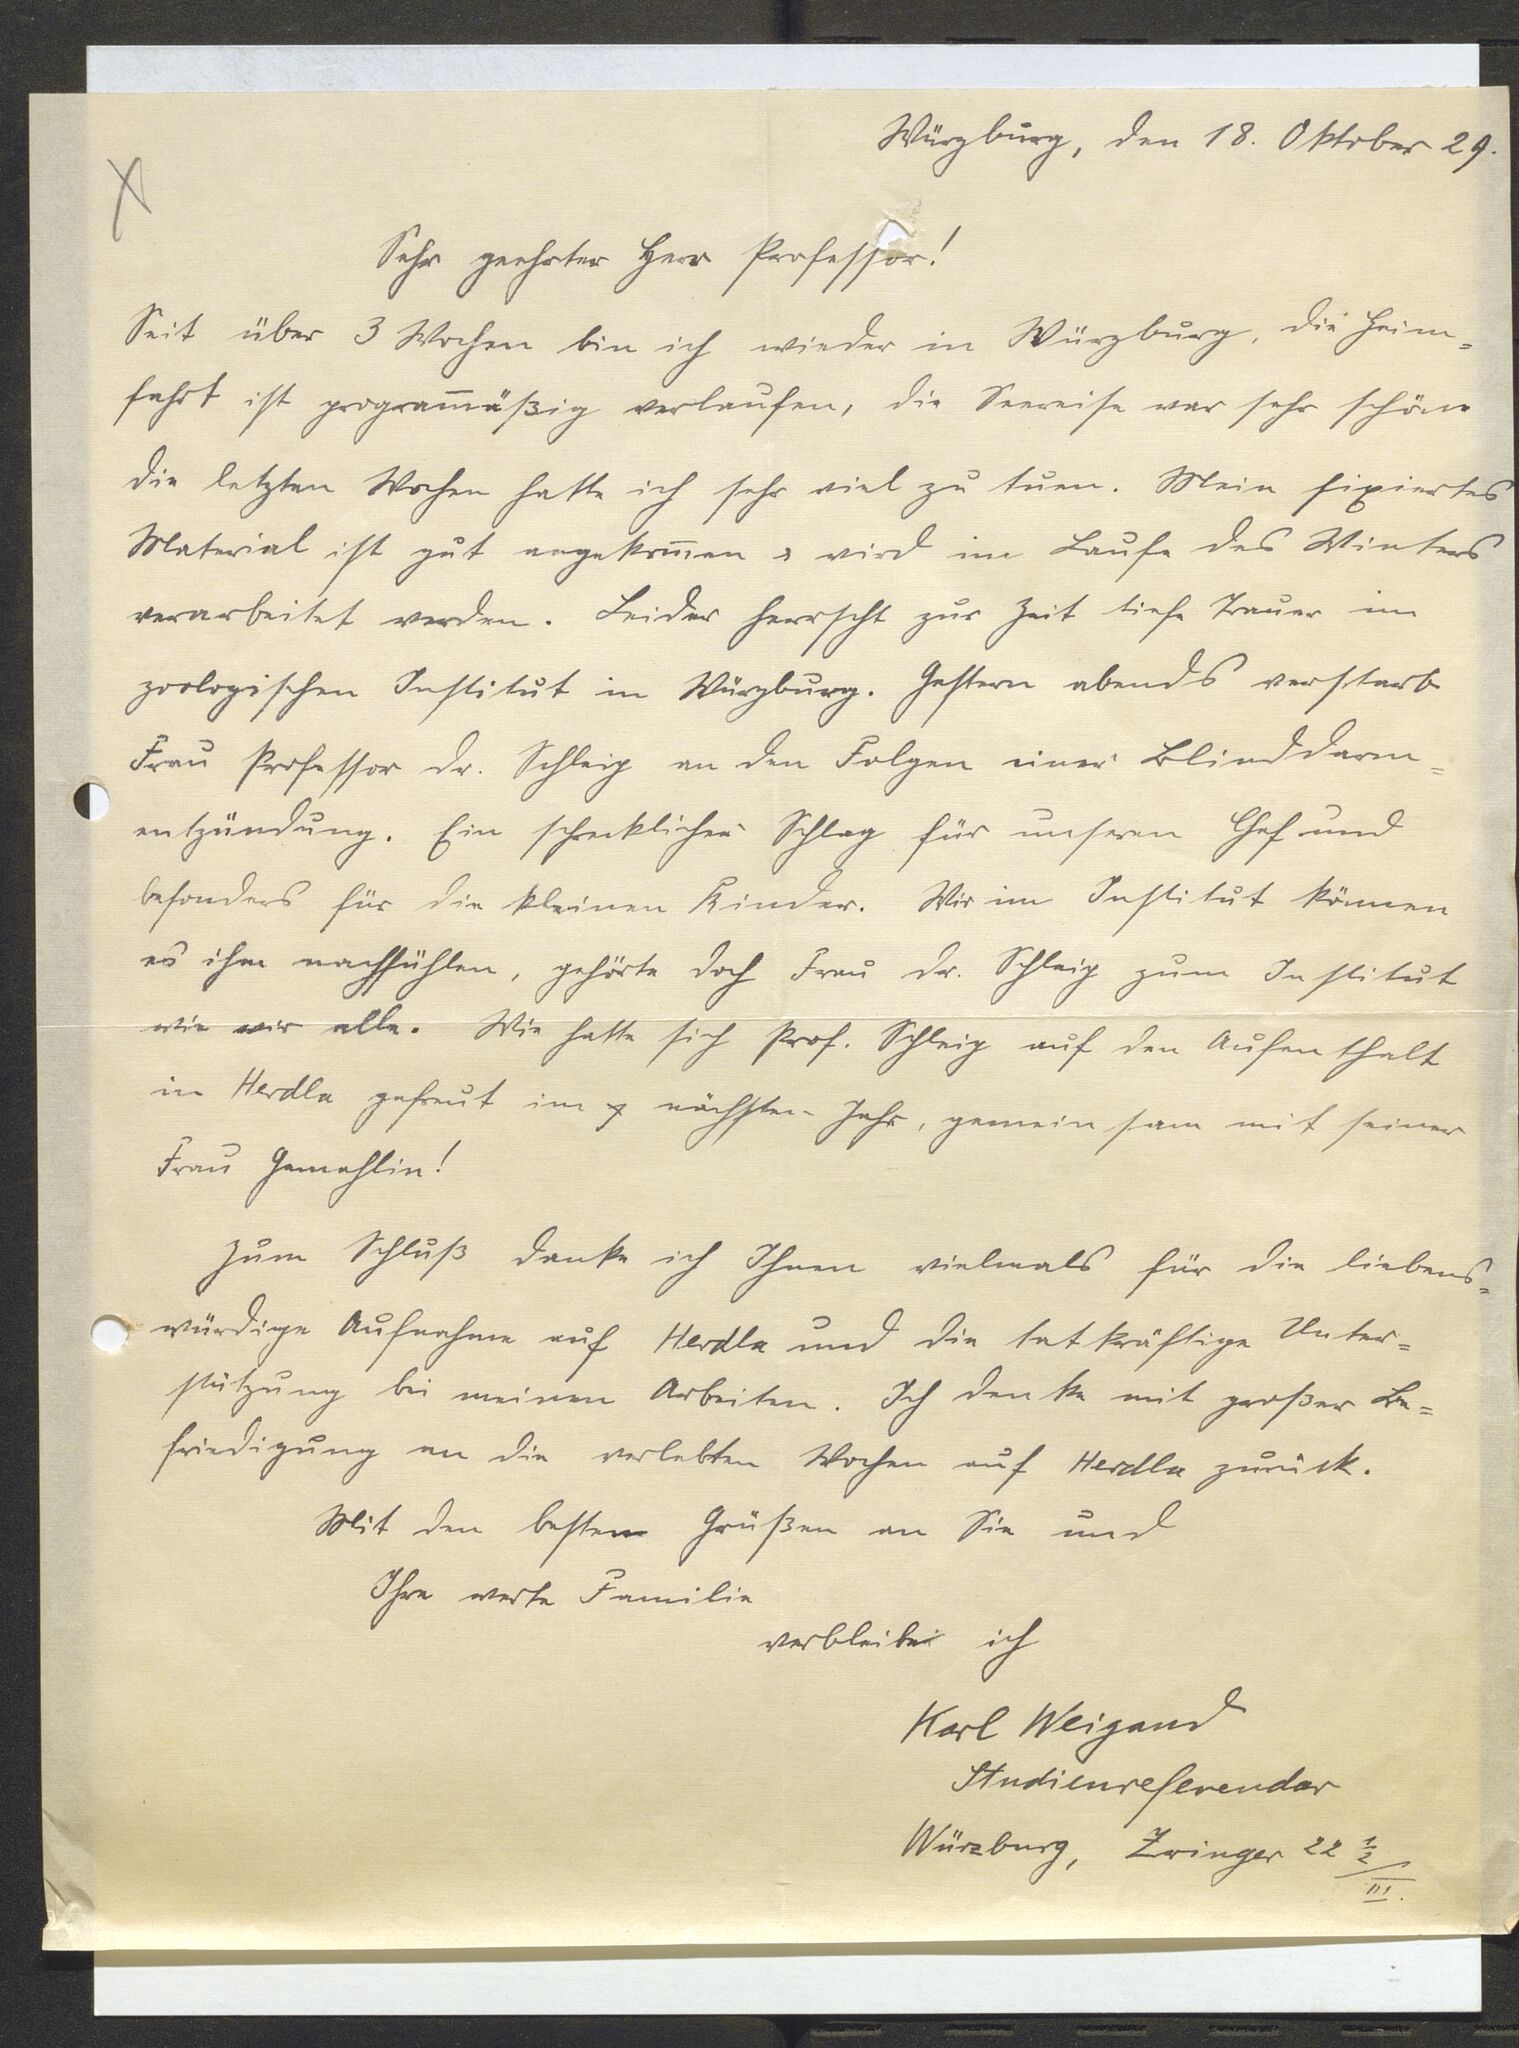 Würzburg, den 18. Oktober 29.
Sehr geehrter Herr Professor!
Seit über 3 Wochen bin ich wieder in Würzburg, die Heim=
fahrt ist programm̄äßig verlaufen, die Seereise war sehr schön
die letzten Wochen hatte ich sehr viel zu tuen. Mein fixiertes
Material ist gut angekom̄en & wird im Laufe des Winters
verarbeitet werden. Leider herrscht zur Zeit tiefe Trauer im
zoologischen Institut in Würzburg. Gestern abends verstarb
Frau Professor Dr. Schleip an den Folgen einer Blinddarm=
entzündung. Ein schrecklicher Schlag für unseren Chef und
besonders für die kleinen Kinder. Wir im Institut können
es ihm nachfühlen, gehörte doch Frau Dr. Schleip zum Institut
wie wir alle. Wie hatte sich Prof. Schleip auf den Aufenthalt
in Herdla gefreut im nächsten Jahr, gemeinsam mit seiner
Frau Gemahlin!
Zum Schluß danke ich Ihnen vielmals für die liebens=
würdige Aufnahme auf Herdla und die tatkräftige Unter=
stützung bei meinen Arbeiten. Ich denke mit großer Be=
friedigung an die verlebten Wochen auf Herdla zurück.
Mit den besten Grüßen an Sie und
Ihre werte Familie
verbleibe ich
Karl Weigand
Studienreferendar
Würzburg, Zwinger 22 1/2 / III.